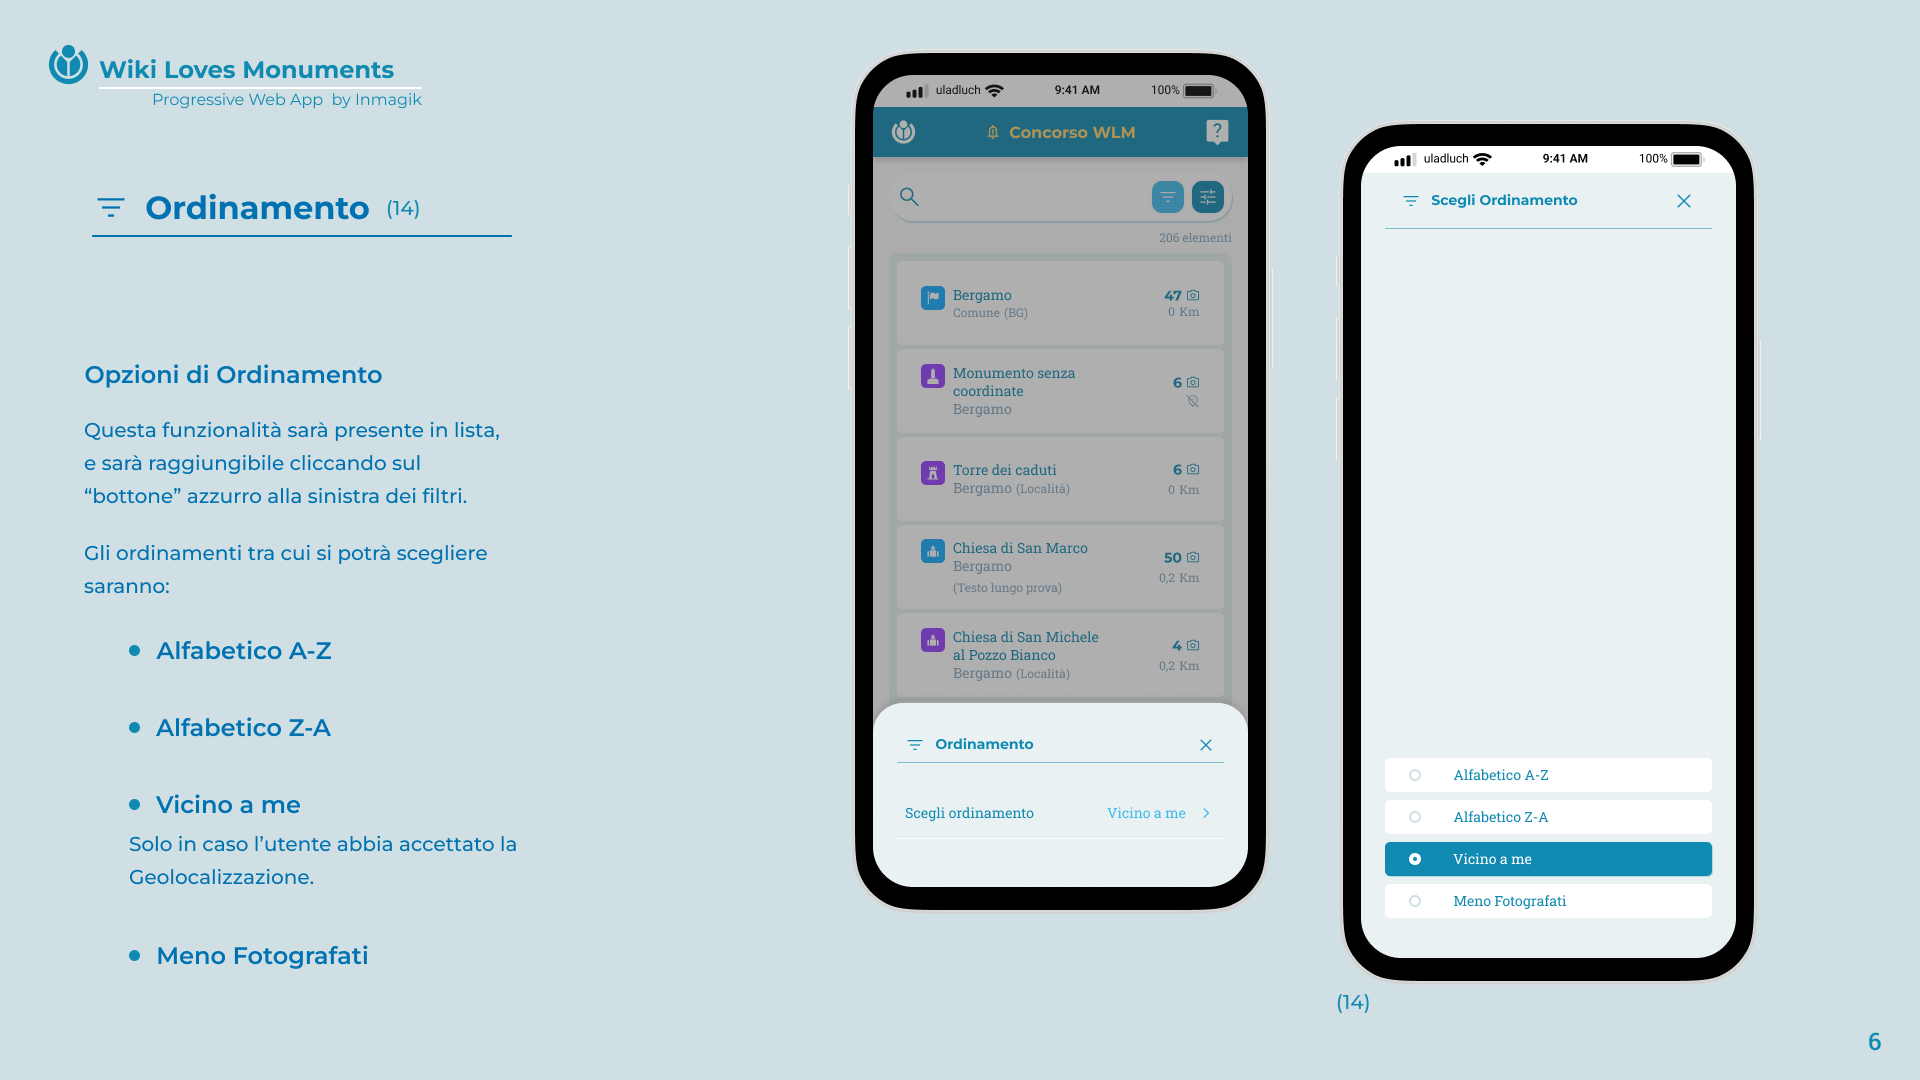 Wiki Loves Monuments
Progressive Web App by Inmagik
Ordinamento (14)
Opzioni di Ordinamento
Questa funzionalità sarà presente in lista,
e sarà raggiungibile cliccando sul
“bottone” azzurro alla sinistra dei filtri.
Gli ordinamenti tra cui si potrà scegliere
saranno:
Alfabetico A-Z
Alfabetico Z-A
Vicino a me
Solo in caso l’utente abbia accettato la
Geolocalizzazione.
Meno Fotografati
uladluch 9:41 AM 100%
Concorso WLM ?
206 elementi
Bergamo 47
Comune (BG) 0 Km
Monumento senza
coordinate 6
Bergamo
Torre dei caduti 6
Bergamo (Località) 0 Km
Chiesa di San Marco 50
Bergamo 0,2 Km
(Testo lungo prova)
Chiesa di San Michele 4
al Pozzo Bianco 0,2 Km
Bergamo (Località)
Ordinamento
Scegli ordinamento Vicino a me
uladluch 9:41 AM 100%
Scegli Ordinamento
Alfabetico A-Z
Alfabetico Z-A
Vicino a me
Meno Fotografati
(14)
6